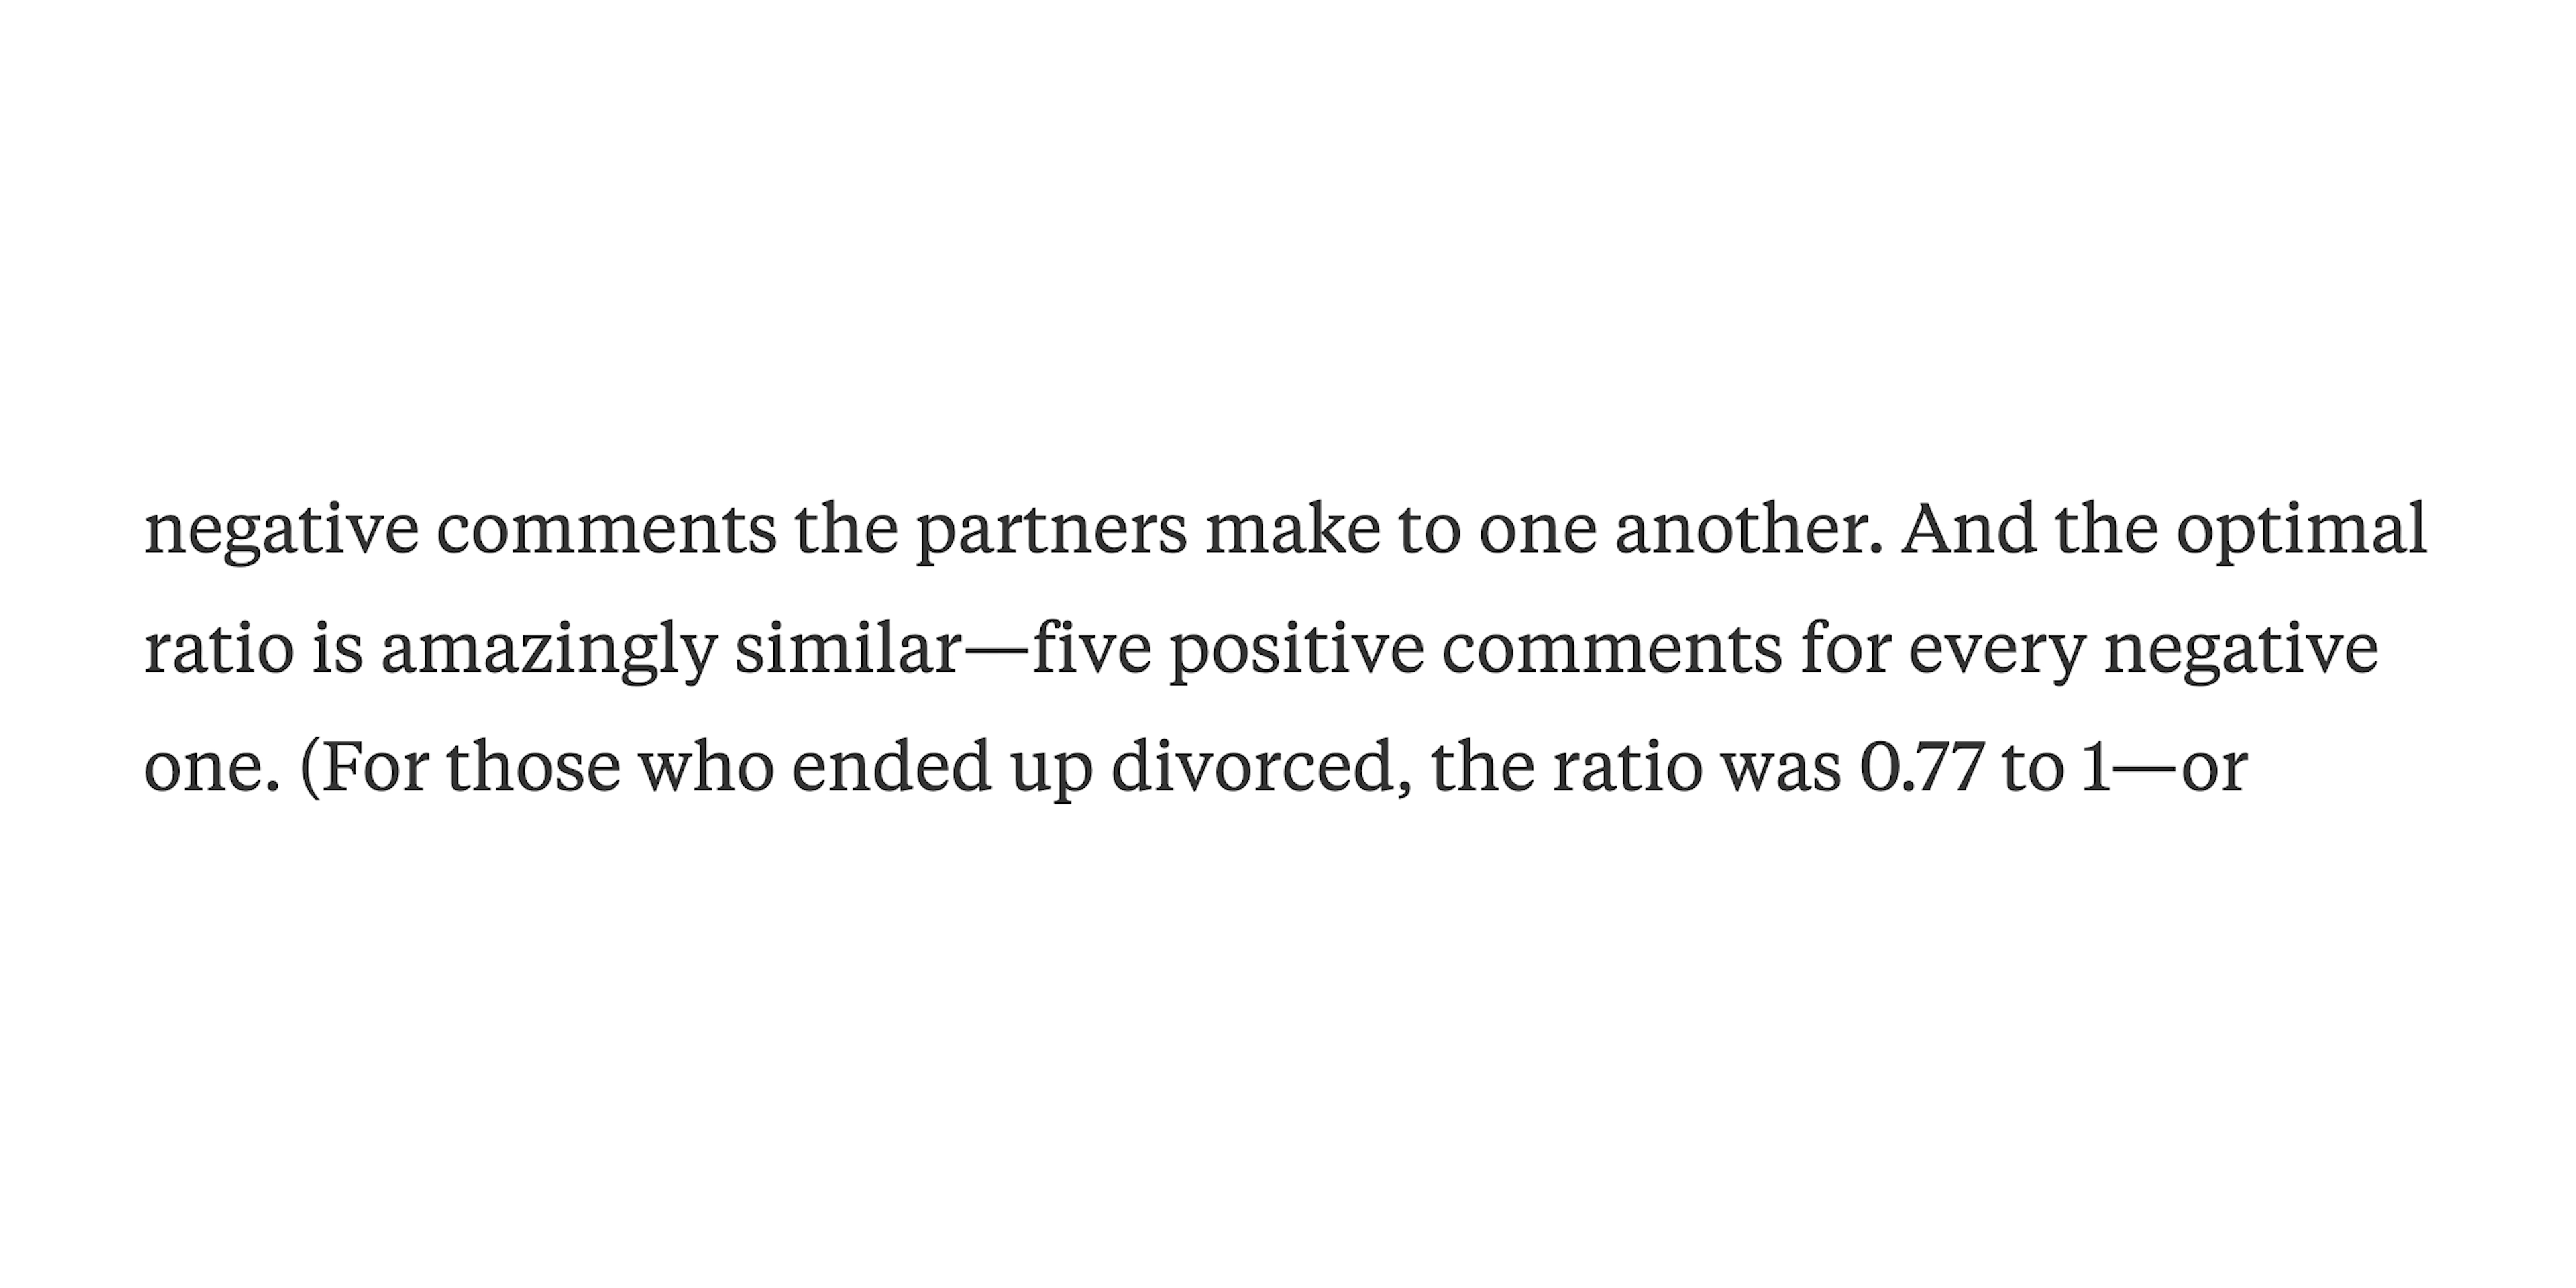 negative comments the partners make to one another. And the optimal
ratio is amazingly similar—five positive comments for every negative
one. (For those who ended up divorced, the ratio was 0.77 to 1—or